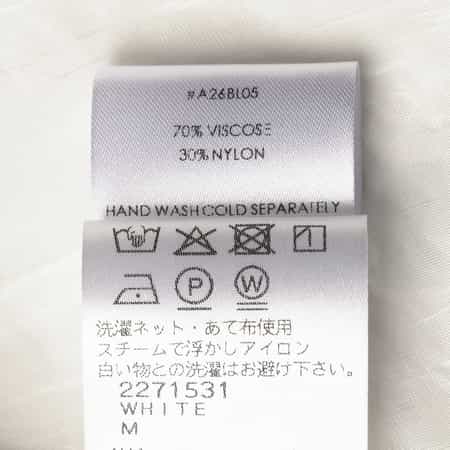 #A26BL05
70% VISCOSE
30% NYLON
HAND WASH COLD SEPARATELY
P W
洗濯ネット・あて布使用
スチームで浮かしアイロン
白い物との洗濯はお避け下さい。
2271531
WHITE
M